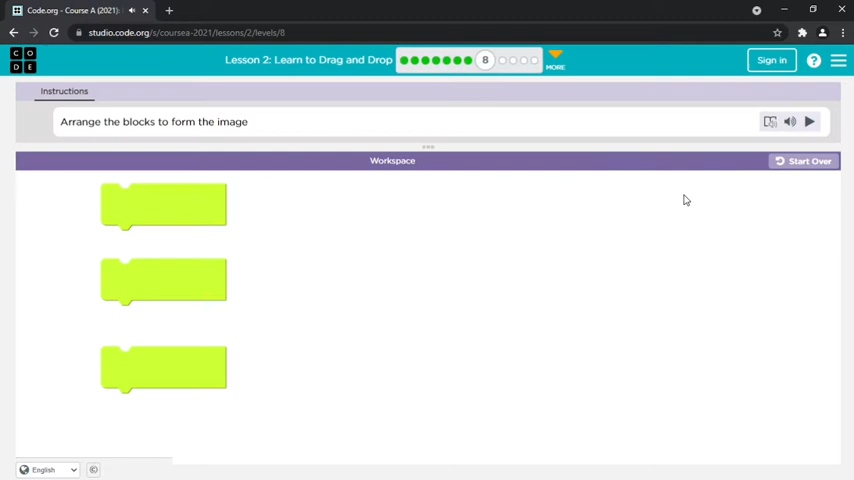 Code.org - Course A (2021):
studio.code.org/s/coursea-2021/lessons/2/levels/8
C O
D E
Lesson 2: Learn to Drag and Drop
8
MORE
Sign in
?
Instructions
Arrange the blocks to form the image
Workspace
Start Over
English
©